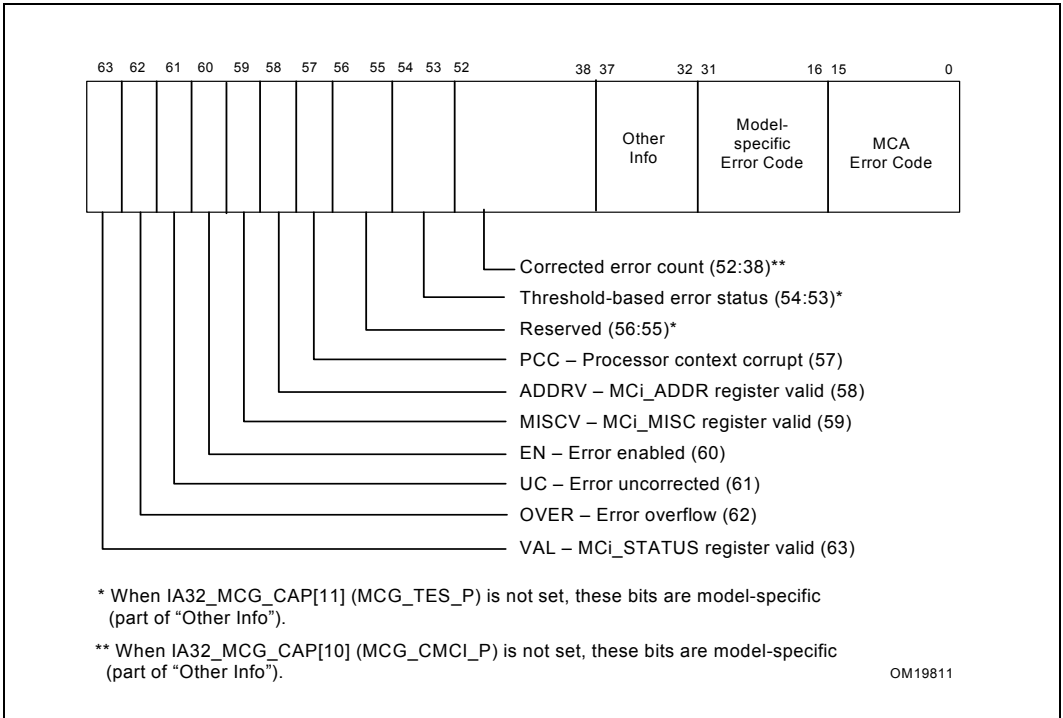 63 62 61 60 59 58 57 56 55 54 53 52 38 37 32 31 16 15 0
Other
Info
Model-
specific
Error Code
MCA
Error Code
Corrected error count (52:38)**
Threshold-based error status (54:53)*
Reserved (56:55)*
PCC – Processor context corrupt (57)
ADDRV – MCi_ADDR register valid (58)
MISCV – MCi_MISC register valid (59)
EN – Error enabled (60)
UC – Error uncorrected (61)
OVER – Error overflow (62)
VAL – MCi_STATUS register valid (63)
* When IA32_MCG_CAP[11] (MCG_TES_P) is not set, these bits are model-specific
(part of “Other Info”).
** When IA32_MCG_CAP[10] (MCG_CMCI_P) is not set, these bits are model-specific
(part of “Other Info”).
OM19811